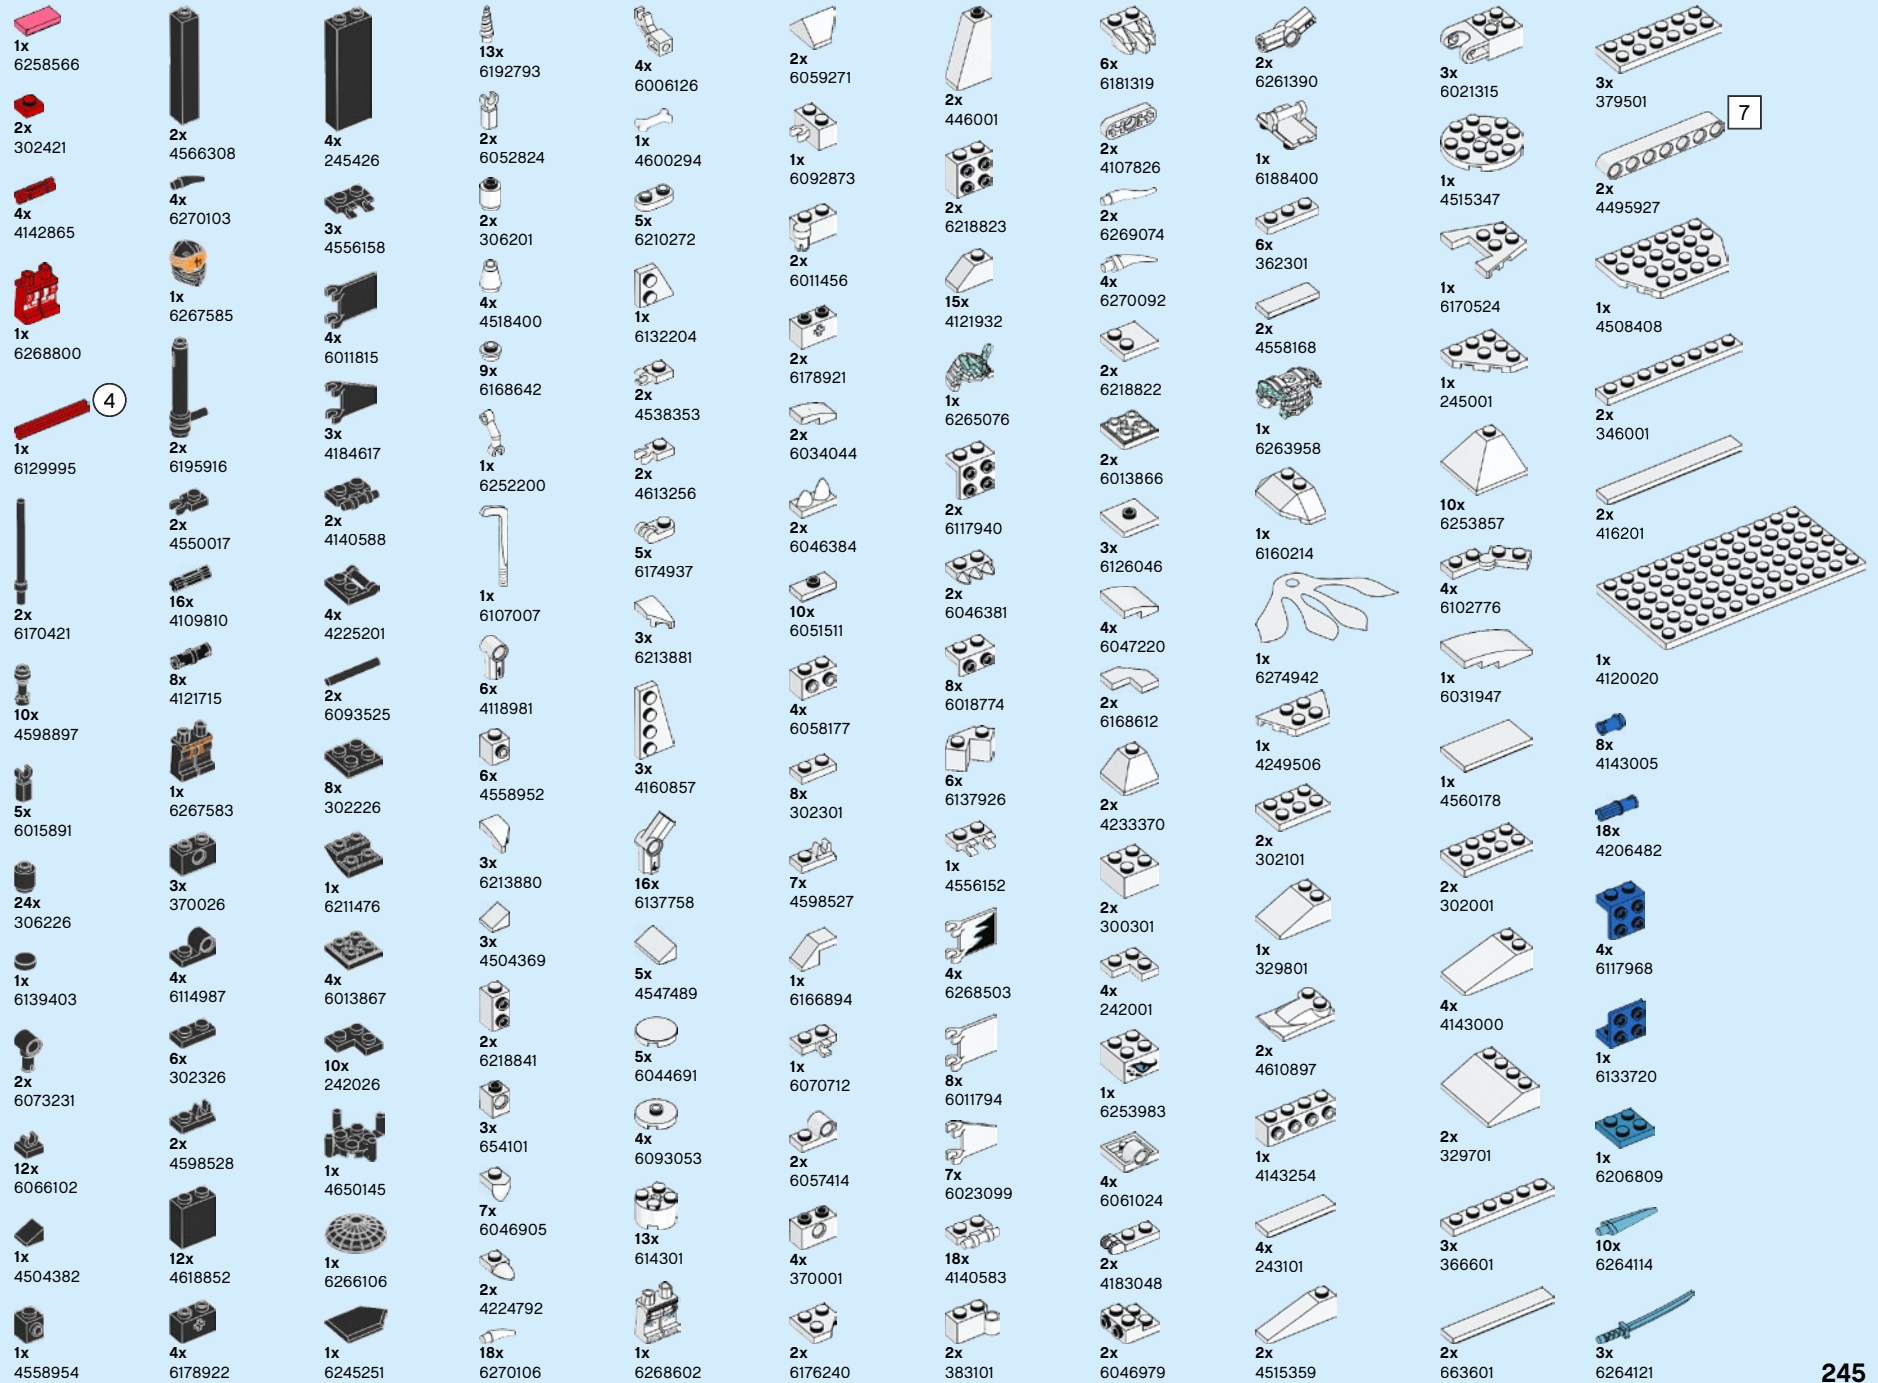 1x
6258566
2x
302421
4x
4142865
1x
6268800
4
1x
6129995
2x
6170421
10x
4598897
5x
6015891
24x
306226
1x
6139403
2x
6073231
12x
6066102
1x
4504382
1x
4558954
2x
4566308
4x
6270103
1x
6267585
2x
6195916
2x
4550017
16x
4109810
8x
4121715
1x
6267583
3x
370026
4x
6114987
6x
302326
2x
4598528
12x
4618852
4x
6178922
4x
245426
3x
4556158
4x
6011815
3x
4184617
2x
4140588
4x
4225201
2x
6093525
8x
302226
1x
6211476
4x
6013867
10x
242026
1x
4650145
1x
6266106
1x
6245251
13x
6192793
2x
6052824
2x
306201
4x
4518400
9x
6168642
1x
6252200
1x
6107007
6x
4118981
6x
4558952
3x
6213880
3x
4504369
2x
6218841
3x
654101
7x
6046905
2x
4224792
18x
6270106
4x
6006126
1x
4600294
5x
6210272
1x
6132204
2x
4538353
2x
4613256
5x
6174937
3x
6213881
3x
4160857
16x
6137758
5x
4547489
5x
6044691
4x
6093053
13x
614301
1x
6268602
2x
6059271
1x
6092873
2x
6011456
2x
6178921
2x
6034044
2x
6046384
10x
6051511
4x
6058177
8x
302301
7x
4598527
1x
6166894
1x
6070712
2x
6057414
4x
370001
2x
6176240
2x
446001
2x
6218823
15x
4121932
1x
6265076
2x
6117940
2x
6046381
8x
6018774
6x
6137926
1x
4556152
4x
6268503
8x
6011794
7x
6023099
18x
4140583
2x
383101
6x
6181319
2x
4107826
2x
6269074
4x
6270092
2x
6218822
2x
6013866
3x
6126046
4x
6047220
2x
6168612
2x
4233370
2x
300301
4x
242001
1x
6253983
4x
6061024
2x
4183048
2x
6046979
2x
6261390
1x
6188400
6x
362301
2x
4558168
1x
6263958
1x
6160214
1x
6274942
1x
4249506
2x
302101
1x
329801
2x
4610897
1x
4143254
4x
243101
2x
4515359
3x
6021315
1x
4515347
1x
6170524
1x
245001
10x
6253857
4x
6102776
1x
6031947
1x
4560178
2x
302001
4x
4143000
2x
329701
3x
366601
2x
663601
3x
379501
7
2x
4495927
1x
4508408
2x
346001
2x
416201
1x
4120020
8x
4143005
18x
4206482
4x
6117968
1x
6133720
1x
6206809
10x
6264114
3x
6264121
245